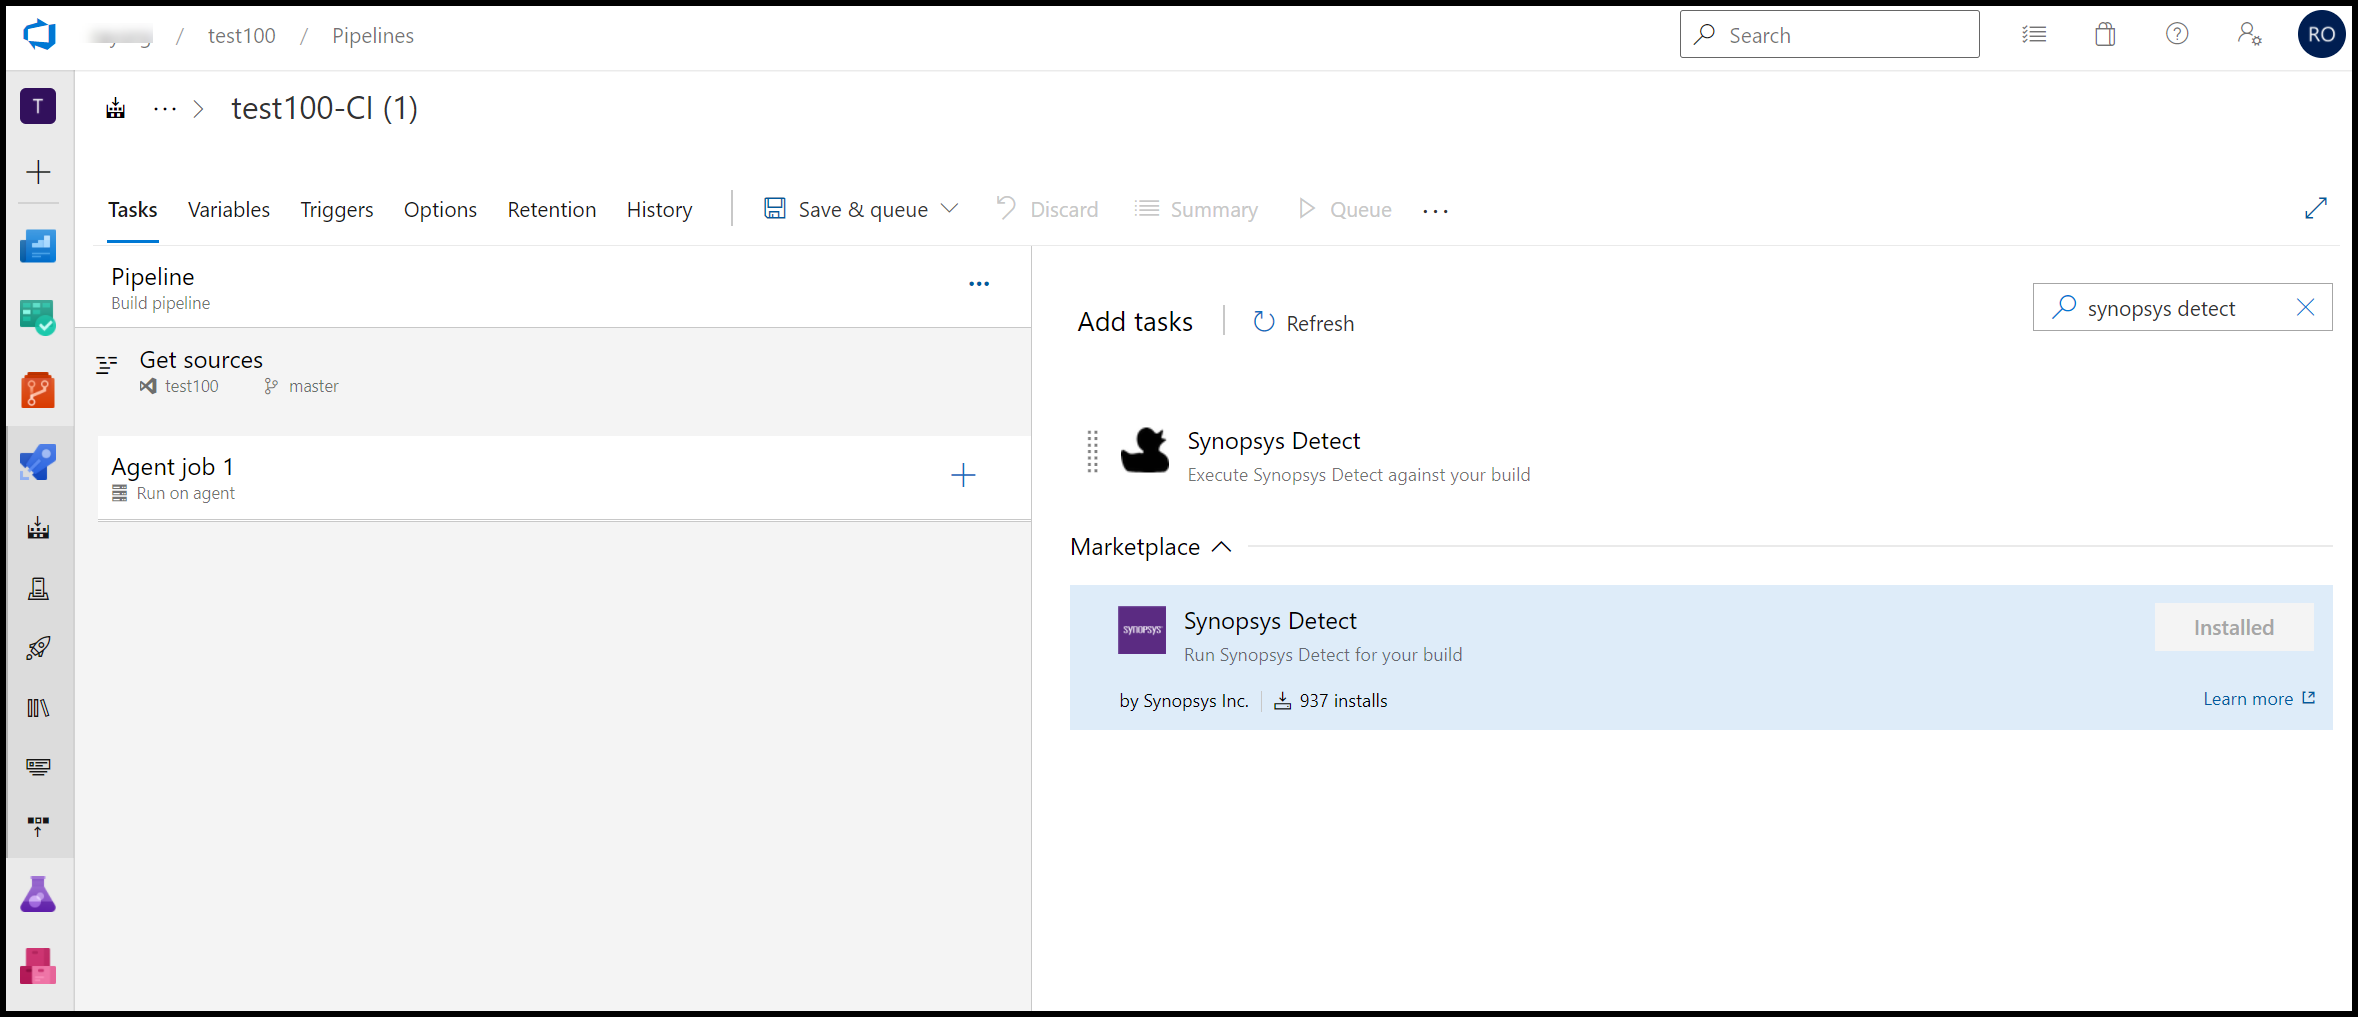 / test100 / Pipelines
Search
RO
T
test100-CI (1)
Tasks Variables Triggers Options Retention History Save & queue Discard Summary Queue ...
Pipeline
Build pipeline
Get sources
test100 master
Agent job 1
Run on agent
Add tasks Refresh
synopsys detect
Synopsys Detect
Execute Synopsys Detect against your build
Marketplace
SYNOPSYS
Synopsys Detect
Run Synopsys Detect for your build
Installed
by Synopsys Inc. 937 installs
Learn more